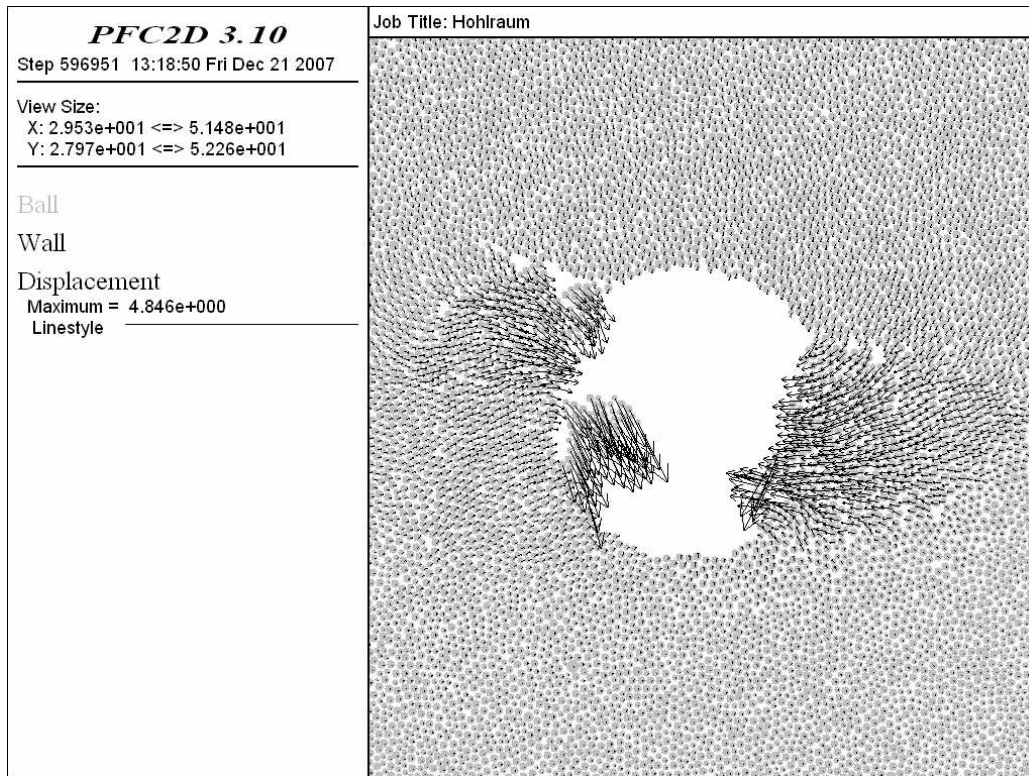 PFC2D 3.10
Step 596951  13:18:50 Fri Dec 21 2007
View Size:
X: 2.953e+001 <=> 5.148e+001
Y: 2.797e+001 <=> 5.226e+001
Ball
Wall
Displacement
Maximum =  4.846e+000
Linestyle
Job Title: Hohlraum